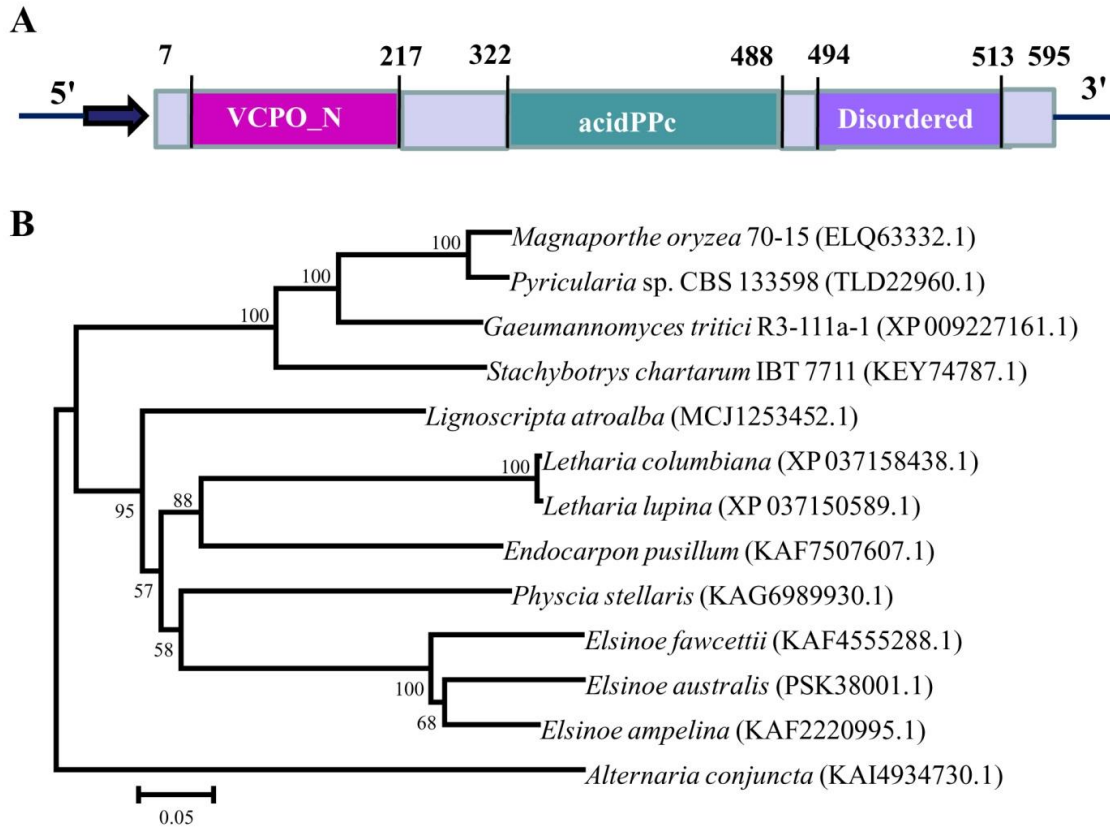 A
7 217 322 488 494 513 595
5' 3'
VCPO_N acidPPc Disordered
B
Magnaporthe oryzea 70-15 (ELQ63332.1)
100
Pyricularia sp. CBS 133598 (TLD22960.1)
100
Gaeumannomyces tritici R3-111a-1 (XP 009227161.1)
100
Stachybotrys chartarum IBT 7711 (KEY74787.1)
Lignoscripta atroalba (MCJ1253452.1)
Letharia columbiana (XP 037158438.1)
100
Letharia lupina (XP 037150589.1)
95
88
Endocarpon pusillum (KAF7507607.1)
57
Physcia stellaris (KAG6989930.1)
58
Elsinoe fawcettii (KAF4555288.1)
100
Elsinoe australis (PSK38001.1)
68
Elsinoe ampelina (KAF2220995.1)
Alternaria conjuncta (KAI4934730.1)
0.05